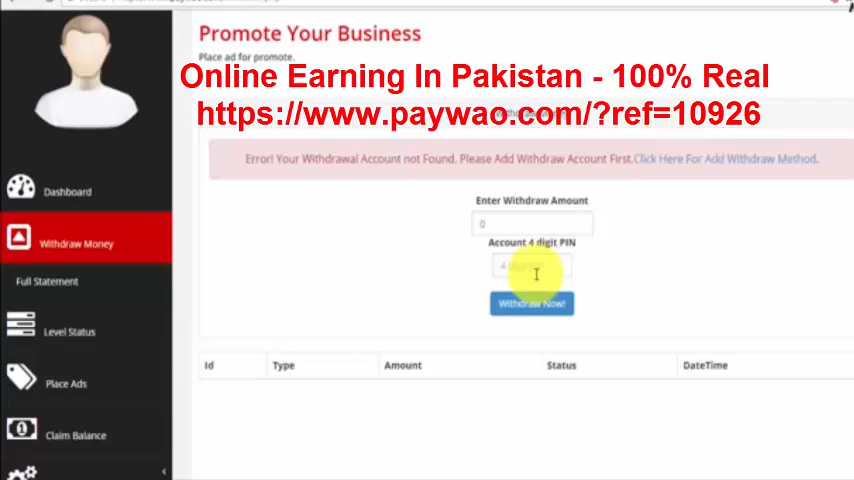 Promote Your Business
Place ad for promote.
Online Earning In Pakistan - 100% Real
https://www.paywao.com/?ref=10926
Error! Your Withdrawal Account not Found. Please Add Withdraw Account First.Click Here For Add Withdraw Method.
Enter Withdraw Amount
0
Account 4 digit PIN
Withdraw Now!
Dashboard
Withdraw Money
Full Statement
Level Status
Place Ads
Claim Balance
Id Type Amount Status DateTime